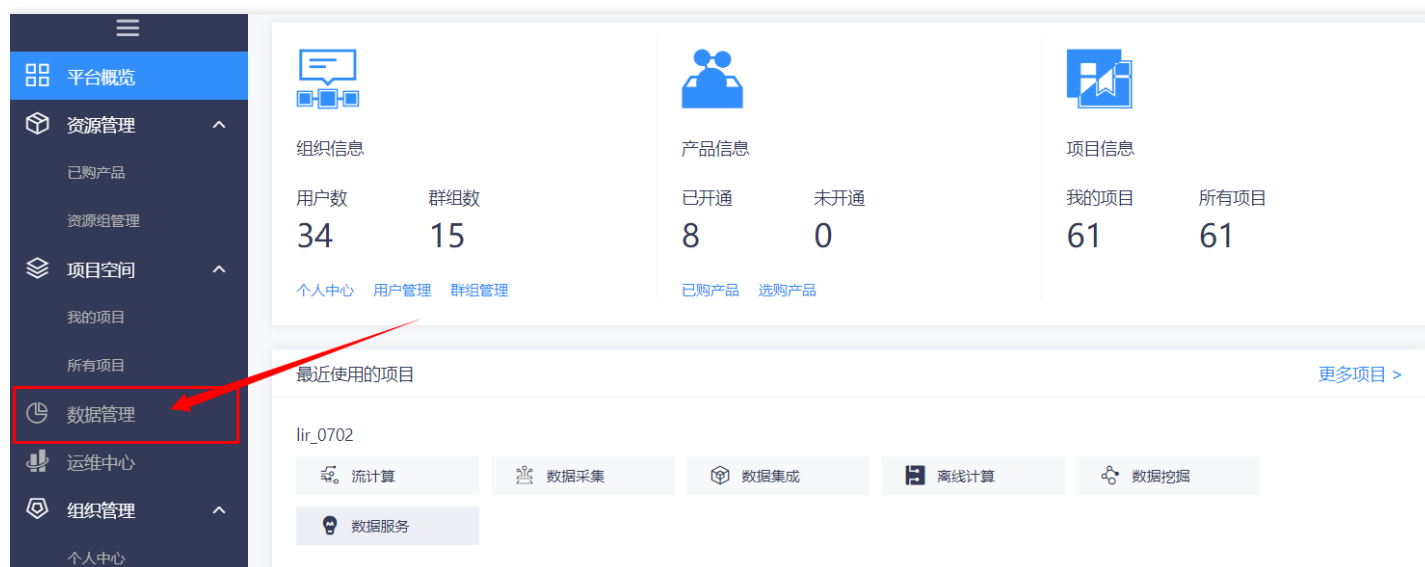 平台概览
资源管理
已购产品
资源组管理
项目空间
我的项目
所有项目
数据管理
运维中心
组织管理
个人中心
组织信息
用户数 群组数
34 15
个人中心 用户管理 群组管理
产品信息
已开通 未开通
8 0
已购产品 选购产品
项目信息
我的项目 所有项目
61 61
最近使用的项目 更多项目 >
lir_0702
流计算 数据采集 数据集成 离线计算 数据挖掘
数据服务